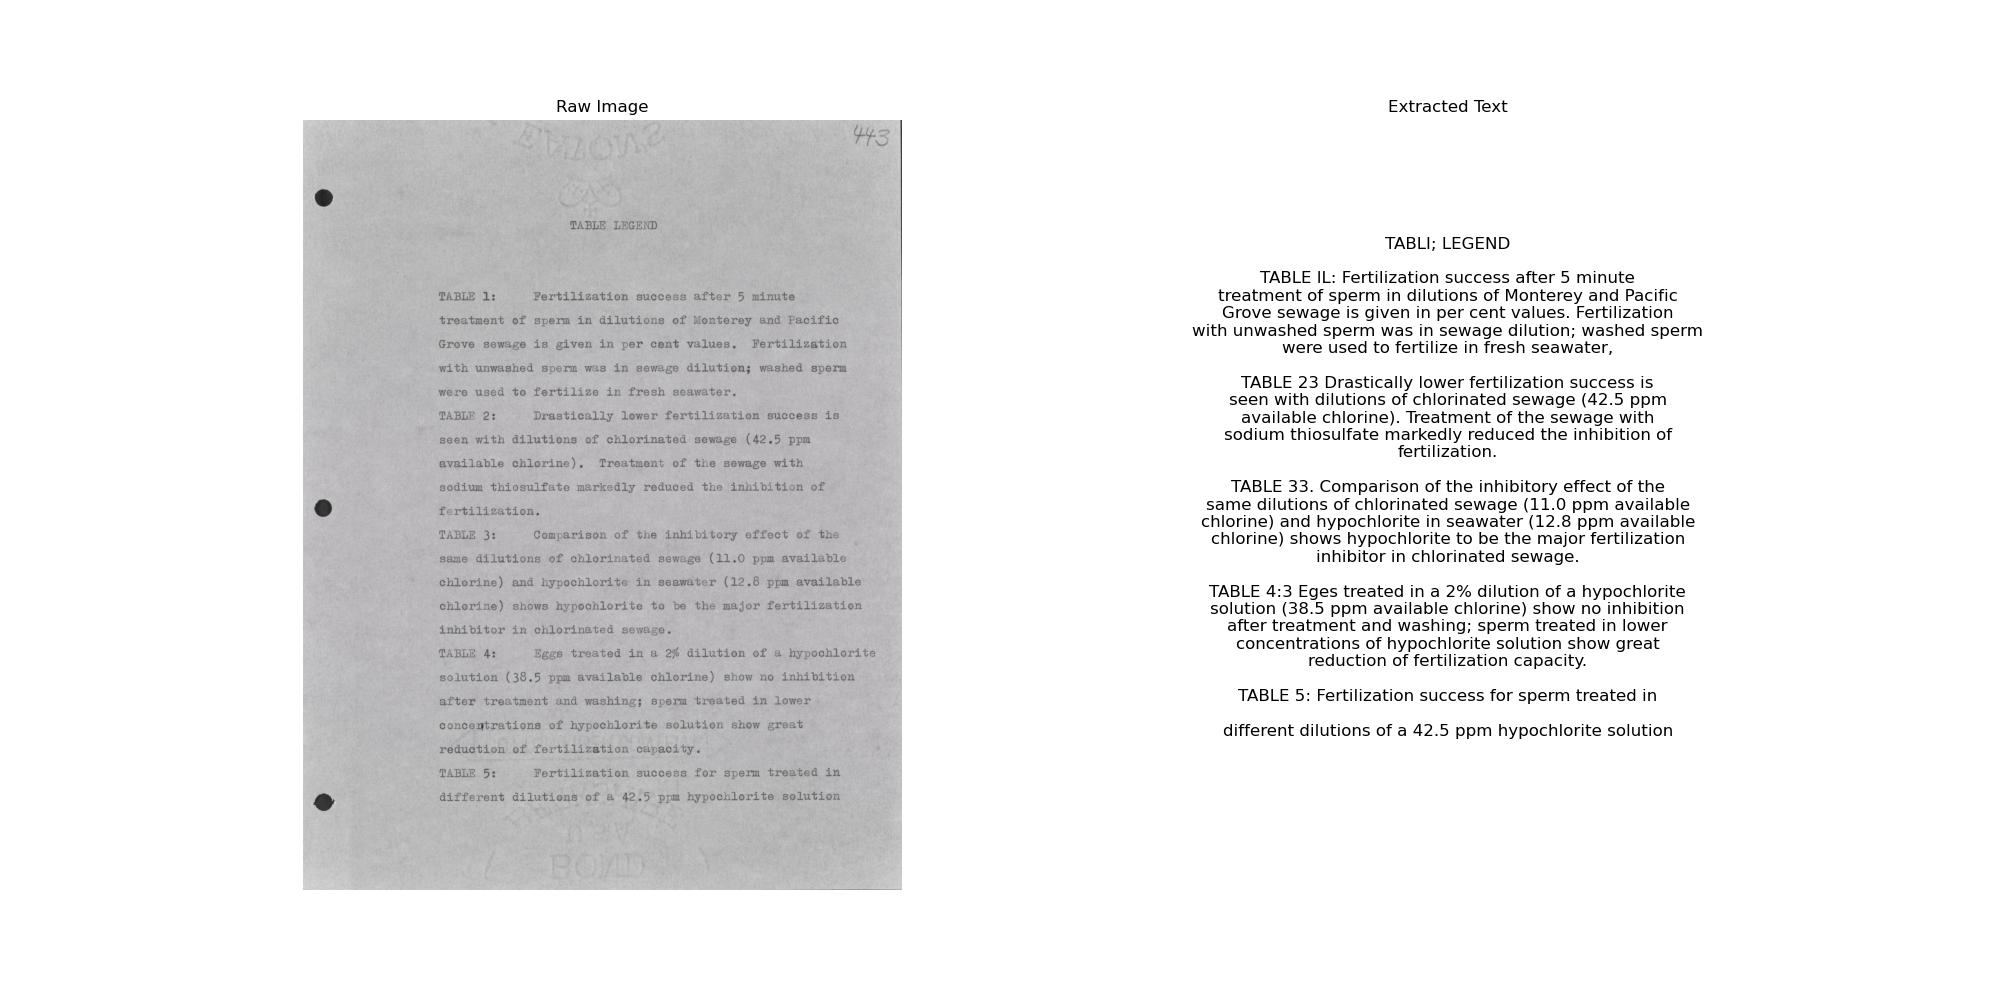 Raw Image
443
TABLE LEGEND
TABLE 1: Fertilization success after 5 minute
treatment of sperm in dilutions of Monterey and Pacific
Grove sewage is given in per cent values. Fertilization
with unwashed sperm was in sewage dilution; washed sperm
were used to fertilize in fresh seawater.
TABLE 2: Drastically lower fertilization success is
seen with dilutions of chlorinated sewage (42.5 ppm
available chlorine). Treatment of the sewage with
sodium thiosulfate markedly reduced the inhibition of
fertilization.
TABLE 3: Comparison of the inhibitory effect of the
same dilutions of chlorinated sewage (11.0 ppm available
chlorine) and hypochlorite in seawater (12.8 ppm available
chlorine) shows hypochlorite to be the major fertilization
inhibitor in chlorinated sewage.
TABLE 4: Eggs treated in a 2% dilution of a hypochlorite
solution (38.5 ppm available chlorine) show no inhibition
after treatment and washing; sperm treated in lower
concentrations of hypochlorite solution show great
reduction of fertilization capacity.
TABLE 5: Fertilization success for sperm treated in
different dilutions of a 42.5 ppm hypochlorite solution
USA
BOND
Extracted Text
TABLI; LEGEND
TABLE IL: Fertilization success after 5 minute
treatment of sperm in dilutions of Monterey and Pacific
Grove sewage is given in per cent values. Fertilization
with unwashed sperm was in sewage dilution; washed sperm
were used to fertilize in fresh seawater,
TABLE 23 Drastically lower fertilization success is
seen with dilutions of chlorinated sewage (42.5 ppm
available chlorine). Treatment of the sewage with
sodium thiosulfate markedly reduced the inhibition of
fertilization.
TABLE 33. Comparison of the inhibitory effect of the
same dilutions of chlorinated sewage (11.0 ppm available
chlorine) and hypochlorite in seawater (12.8 ppm available
chlorine) shows hypochlorite to be the major fertilization
inhibitor in chlorinated sewage.
TABLE 4:3 Eges treated in a 2% dilution of a hypochlorite
solution (38.5 ppm available chlorine) show no inhibition
after treatment and washing; sperm treated in lower
concentrations of hypochlorite solution show great
reduction of fertilization capacity.
TABLE 5: Fertilization success for sperm treated in
different dilutions of a 42.5 ppm hypochlorite solution